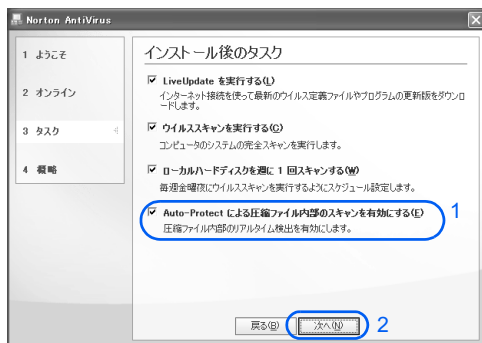 Norton AntiVirus
1 ようこそ
2 オンライン
3 タスク
4 概略
インストール後のタスク
LiveUpdate を実行する(L)
インターネット接続を使って最新のウイルス定義ファイルやプログラムの更新版をダウンロ
ードします。
ウイルススキャンを実行する(C)
コンピュータのシステムの完全スキャンを実行します。
ローカルハードディスクを週に 1 回スキャンする(W)
毎週金曜夜にウイルススキャンを実行するようにスケジュール設定します。
Auto-Protect による圧縮ファイル内部のスキャンを有効にする(E)
圧縮ファイル内部のリアルタイム検出を有効にします。
1
戻る(B)
次へ(N)
2